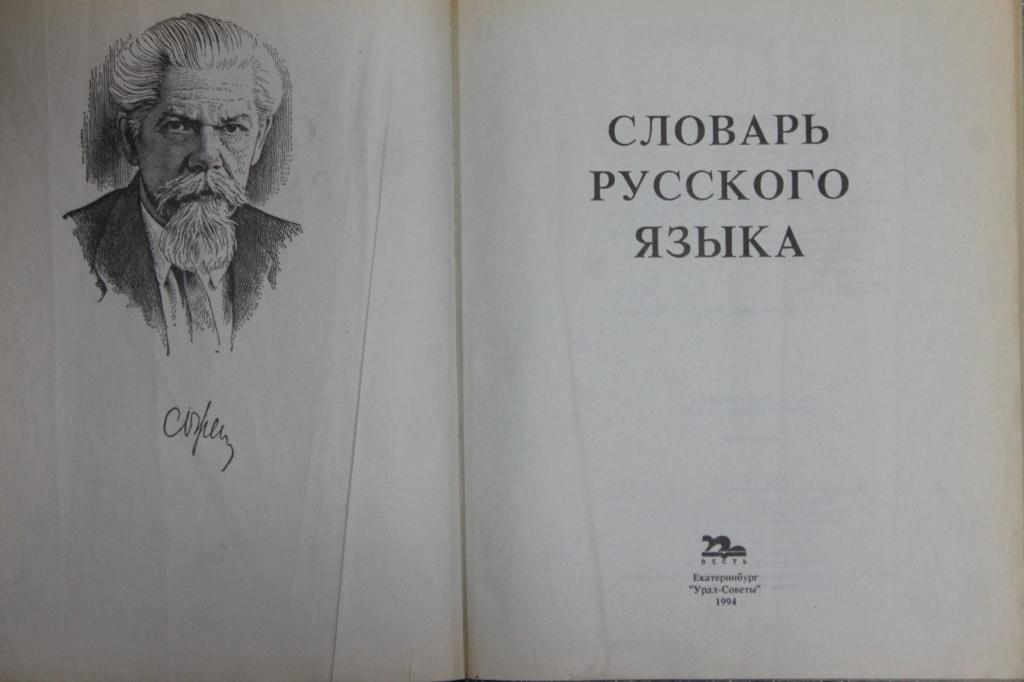 СЛОВАРЬ
РУССКОГО
ЯЗЫКА
ВЕСТЬ
Екатеринбург
"Урал-Советы"
1994